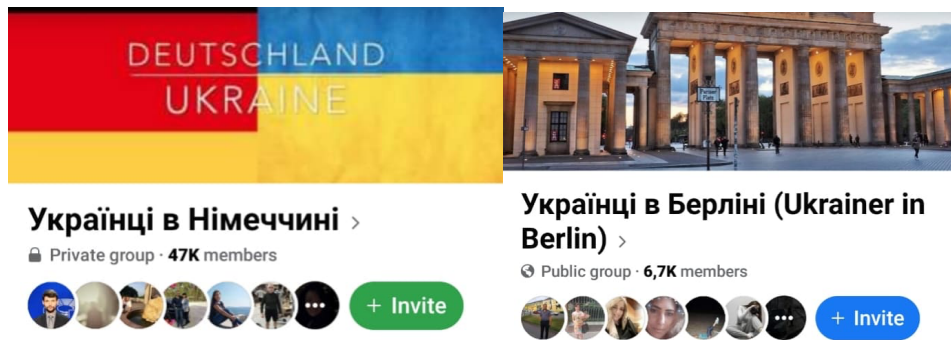 DEUTSCHLAND
UKRAINE
Українці в Німеччині >
Private group · 47K members
+ Invite
Українці в Берліні (Ukrainer in
Berlin) >
Public group · 6,7K members
+ Invite